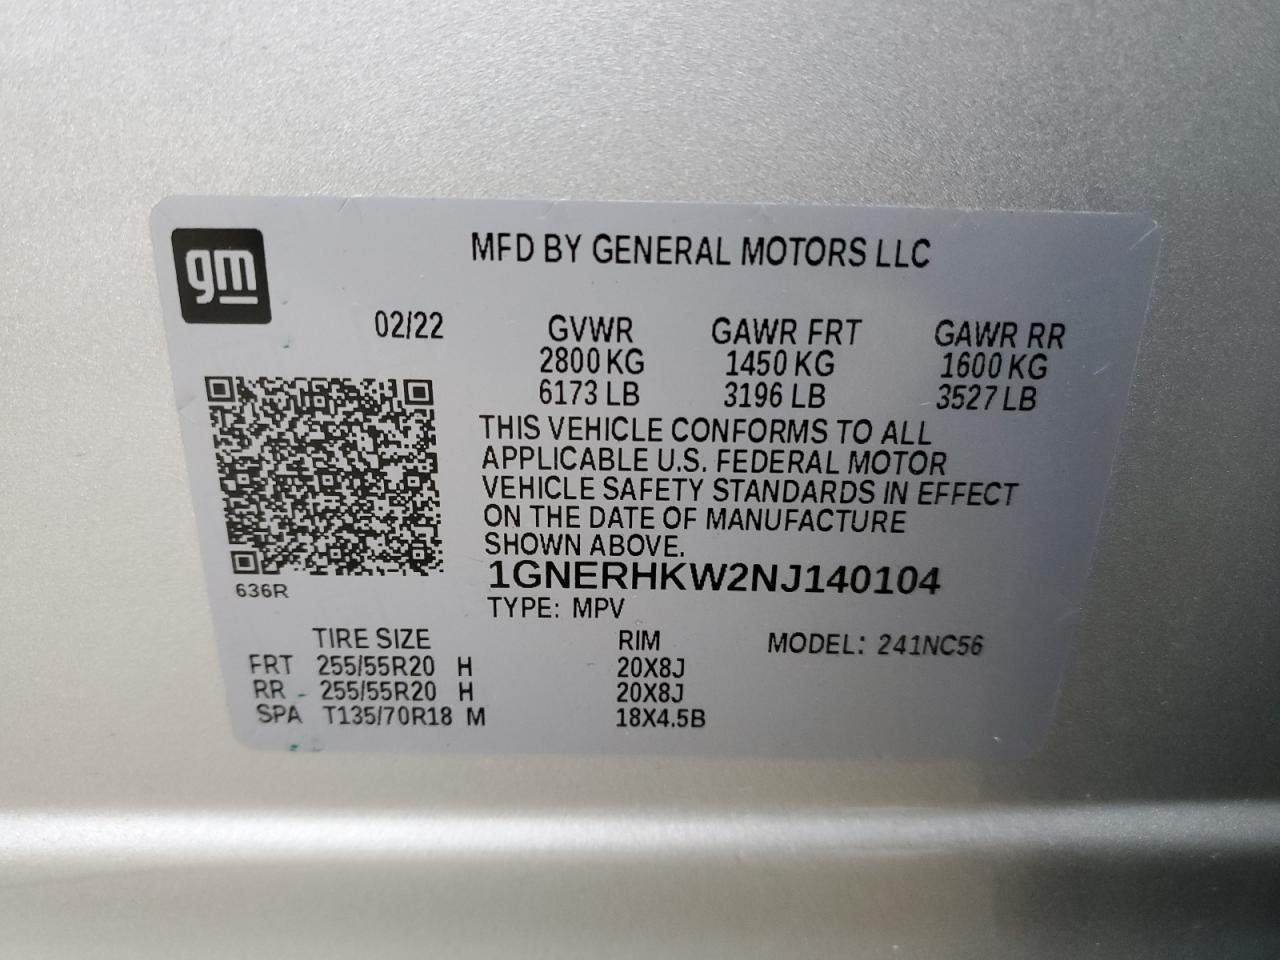 gm
MFD BY GENERAL MOTORS LLC
02/22 GVWR GAWR FRT GAWR RR
2800 KG 1450 KG 1600 KG
6173 LB 3196 LB 3527 LB
THIS VEHICLE CONFORMS TO ALL
APPLICABLE U.S. FEDERAL MOTOR
VEHICLE SAFETY STANDARDS IN EFFECT
ON THE DATE OF MANUFACTURE
SHOWN ABOVE.
636R
1GNERHKW2NJ140104
TYPE: MPV
TIRE SIZE RIM MODEL: 241NC56
FRT 255/55R20 H 20X8J
RR 255/55R20 H 20X8J
SPA T135/70R18 M 18X4.5B